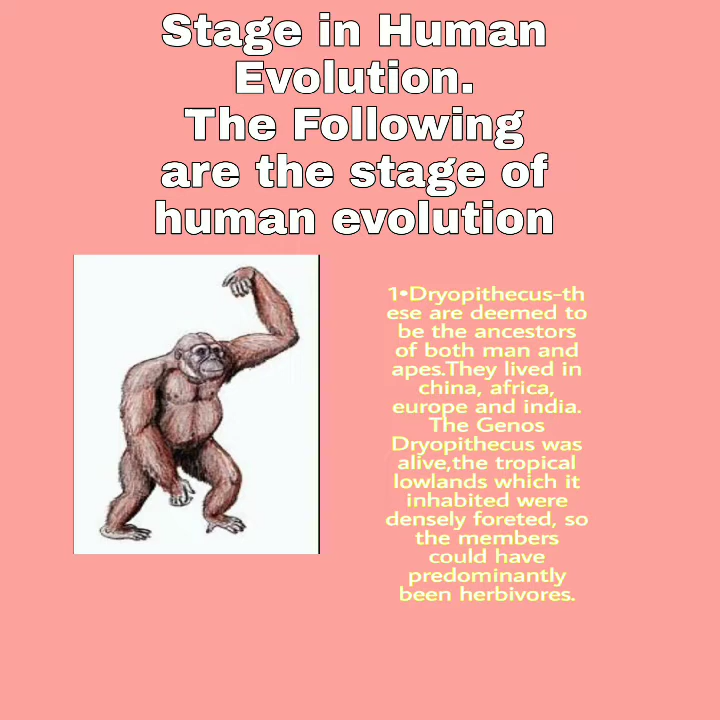 Stage in Human
Evolution.
The Following
are the stage of
human evolution
1•Dryopithecus-th
ese are deemed to
be the ancestors
of both man and
apes.They lived in
china, africa,
europe and india.
The Genos
Dryopithecus was
alive,the tropical
lowlands which it
inhabited were
densely foreted, so
the members
could have
predominantly
been herbivores.